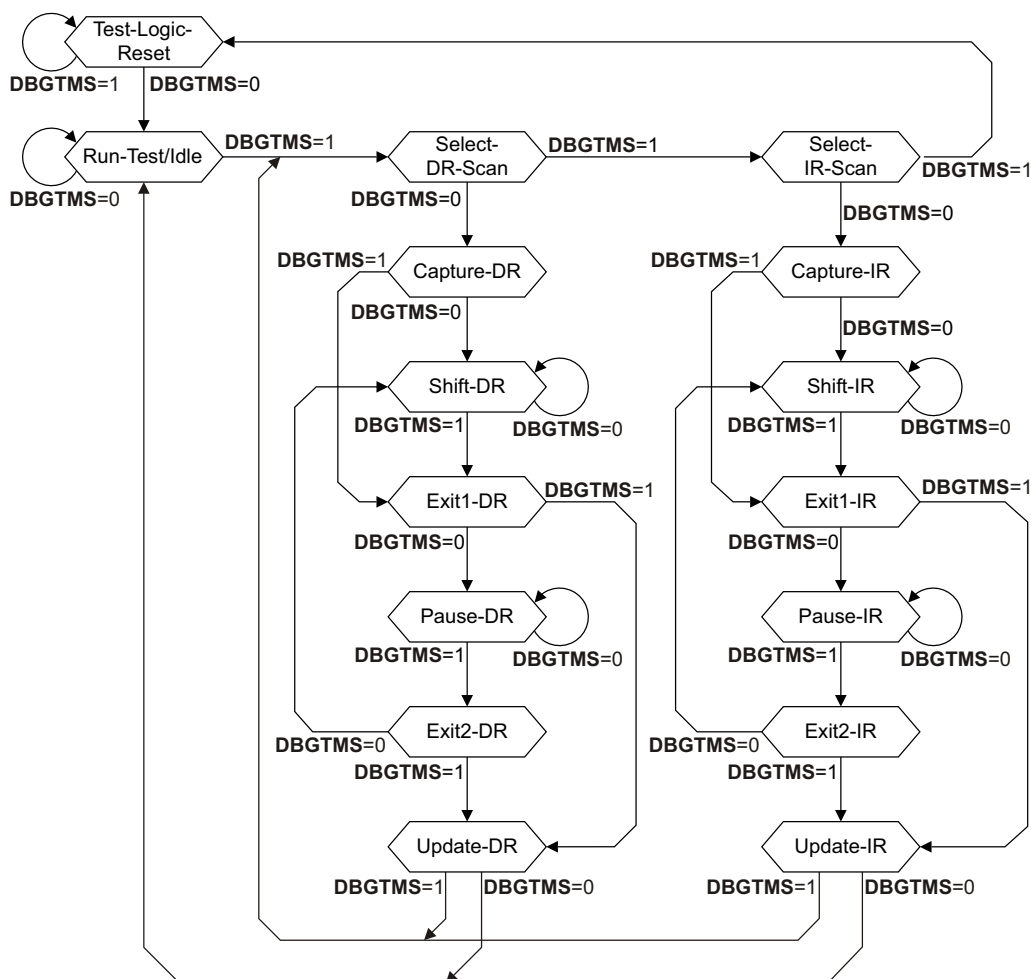 Test-Logic-
Reset
DBGTMS=1
DBGTMS=0
Run-Test/Idle
DBGTMS=0
DBGTMS=1
Select-
DR-Scan
DBGTMS=1
Select-
IR-Scan
DBGTMS=1
DBGTMS=0
DBGTMS=0
DBGTMS=1
Capture-DR
DBGTMS=1
Capture-IR
DBGTMS=0
DBGTMS=0
Shift-DR
Shift-IR
DBGTMS=1
DBGTMS=0
DBGTMS=1
DBGTMS=0
Exit1-DR
DBGTMS=1
Exit1-IR
DBGTMS=1
DBGTMS=0
DBGTMS=0
Pause-DR
Pause-IR
DBGTMS=1
DBGTMS=0
DBGTMS=1
DBGTMS=0
Exit2-DR
Exit2-IR
DBGTMS=0
DBGTMS=1
DBGTMS=0
DBGTMS=1
Update-DR
Update-IR
DBGTMS=1
DBGTMS=0
DBGTMS=1
DBGTMS=0